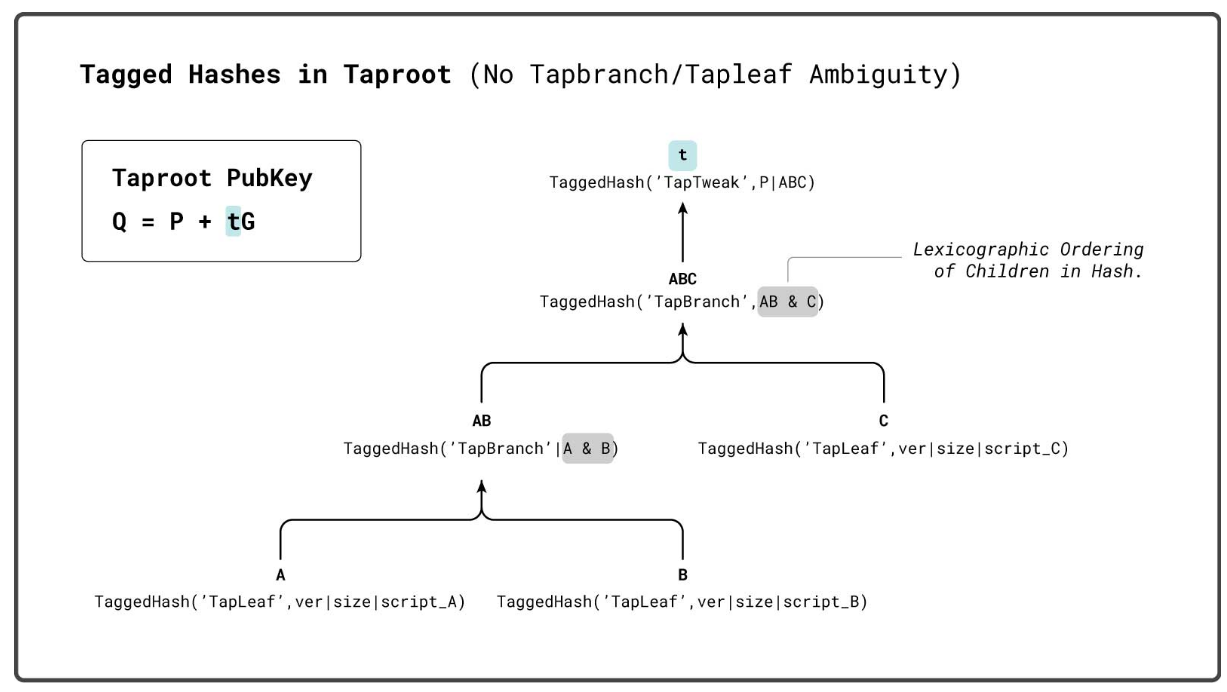 Tagged Hashes in Taproot (No Tapbranch/Tapleaf Ambiguity)
Taproot PubKey
Q = P + tG
t
TaggedHash('TapTweak',P|ABC)
Lexicographic Ordering
of Children in Hash.
ABC
TaggedHash('TapBranch',AB & C)
AB
TaggedHash('TapBranch'|A & B)
C
TaggedHash('TapLeaf',ver|size|script_C)
A
TaggedHash('TapLeaf',ver|size|script_A)
B
TaggedHash('TapLeaf',ver|size|script_B)